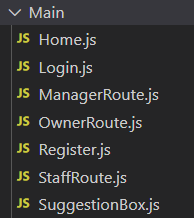 Main
JS Home.js
JS Login.js
JS ManagerRoute.js
JS OwnerRoute.js
JS Register.js
JS StaffRoute.js
JS SuggestionBox.js